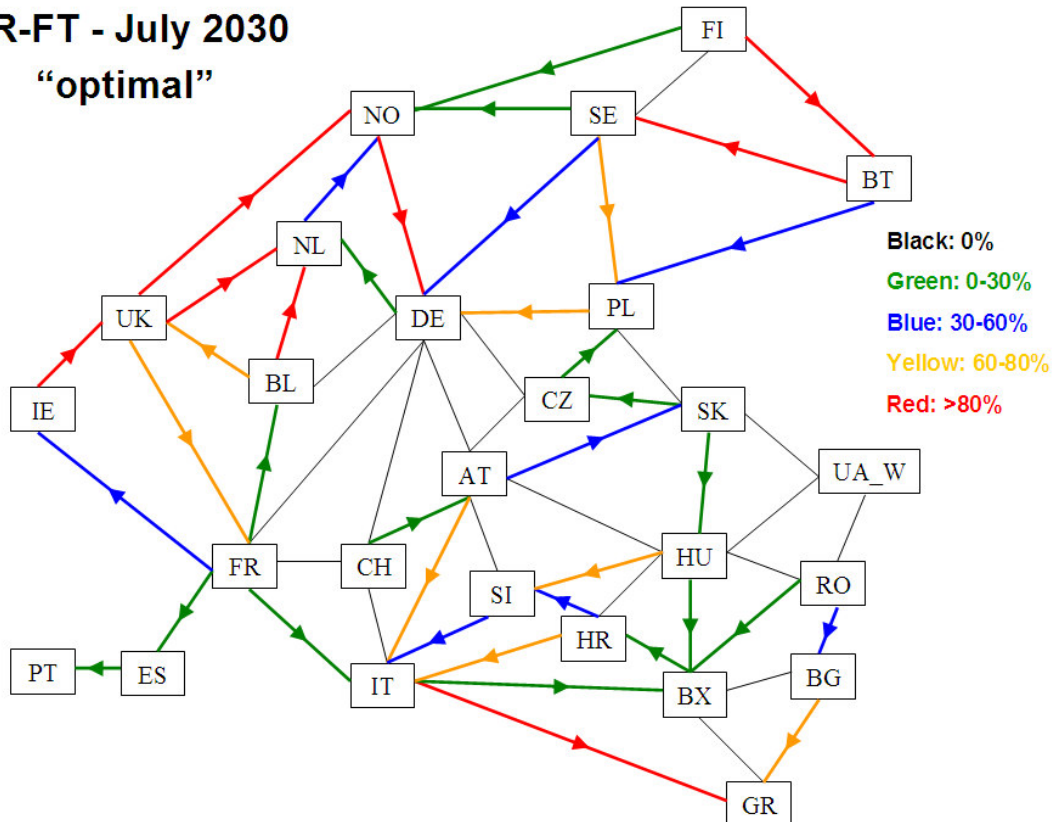 R-FT - July 2030
“optimal”
FI
NO
SE
BT
NL
Black: 0%
Green: 0-30%
UK
DE
PL
Blue: 30-60%
BL
Yellow: 60-80%
IE
CZ
SK
Red: >80%
AT
UA_W
FR
CH
HU
RO
SI
HR
PT
ES
IT
BX
BG
GR